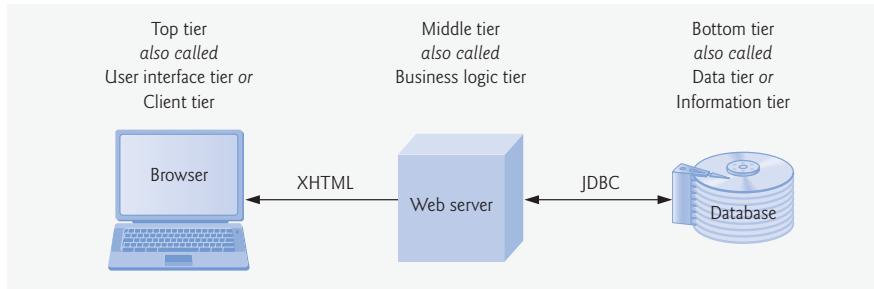 Top tier
also called
User interface tier or
Client tier
Middle tier
also called
Business logic tier
Bottom tier
also called
Data tier or
Information tier
Browser
XHTML
Web server
JDBC
Database